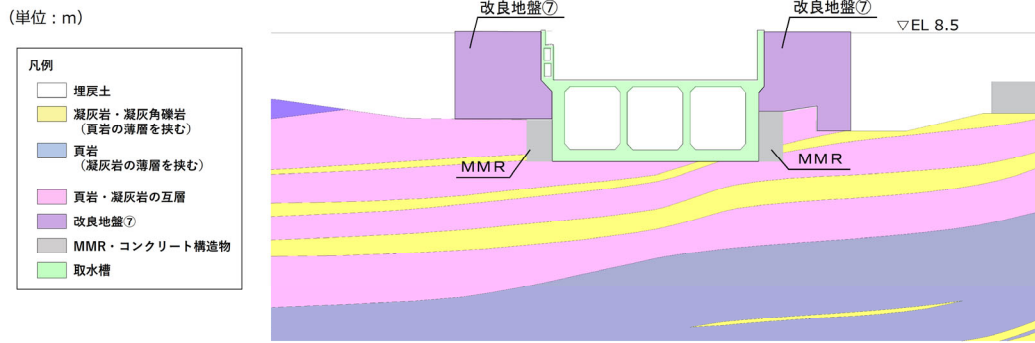 (単位：m)
改良地盤⑦
改良地盤⑦
▽EL 8.5
凡例
埋戻土
凝灰岩・凝灰角礫岩
（頁岩の薄層を挟む）
頁岩
（凝灰岩の薄層を挟む）
頁岩・凝灰岩の互層
改良地盤⑦
MMR・コンクリート構造物
取水槽
MMR
MMR